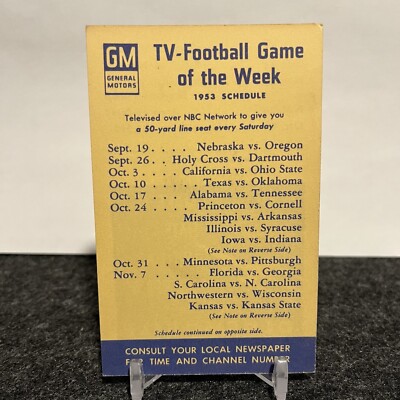 GM
GENERAL
MOTORS
TV-Football Game
of the Week
1953 SCHEDULE
Televised over NBC Network to give you
a 50-yard line seat every Saturday
Sept. 19 . . . . Nebraska vs. Oregon
Sept. 26 . . Holy Cross vs. Dartmouth
Oct. 3 . . . . California vs. Ohio State
Oct. 10 . . . . . Texas vs. Oklahoma
Oct. 17 . . . . Alabama vs. Tennessee
Oct. 24 . . . . Princeton vs. Cornell
Mississippi vs. Arkansas
Illinois vs. Syracuse
Iowa vs. Indiana
(See Note on Reverse Side)
Oct. 31 . . . Minnesota vs. Pittsburgh
Nov. 7 . . . . . Florida vs. Georgia
S. Carolina vs. N. Carolina
Northwestern vs. Wisconsin
Kansas vs. Kansas State
(See Note on Reverse Side)
Schedule continued on opposite side.
CONSULT YOUR LOCAL NEWSPAPER
FOR TIME AND CHANNEL NUMBER